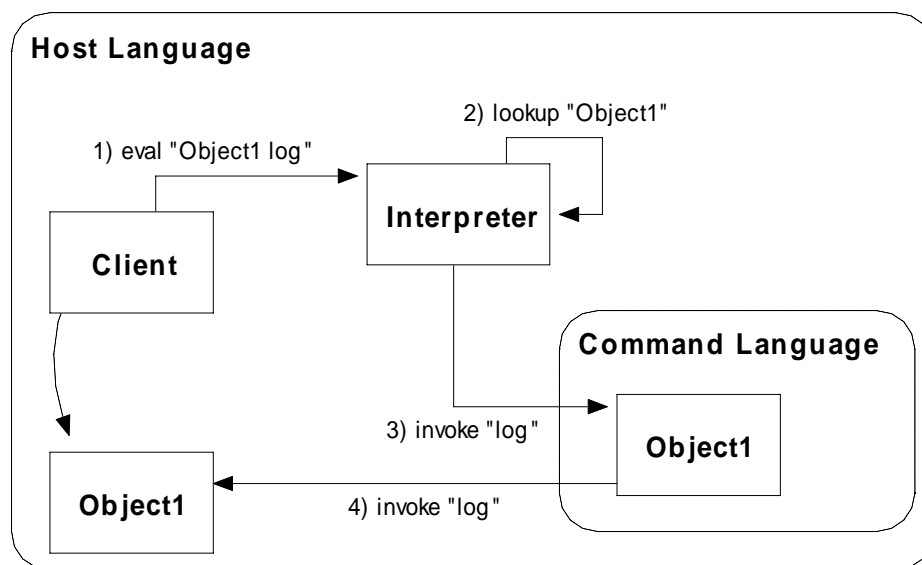 Host Language
2) lookup "Object1"
1) eval "Object1 log"
Interpreter
Client
Command Language
3) invoke "log"
Object1
Object1
4) invoke "log"